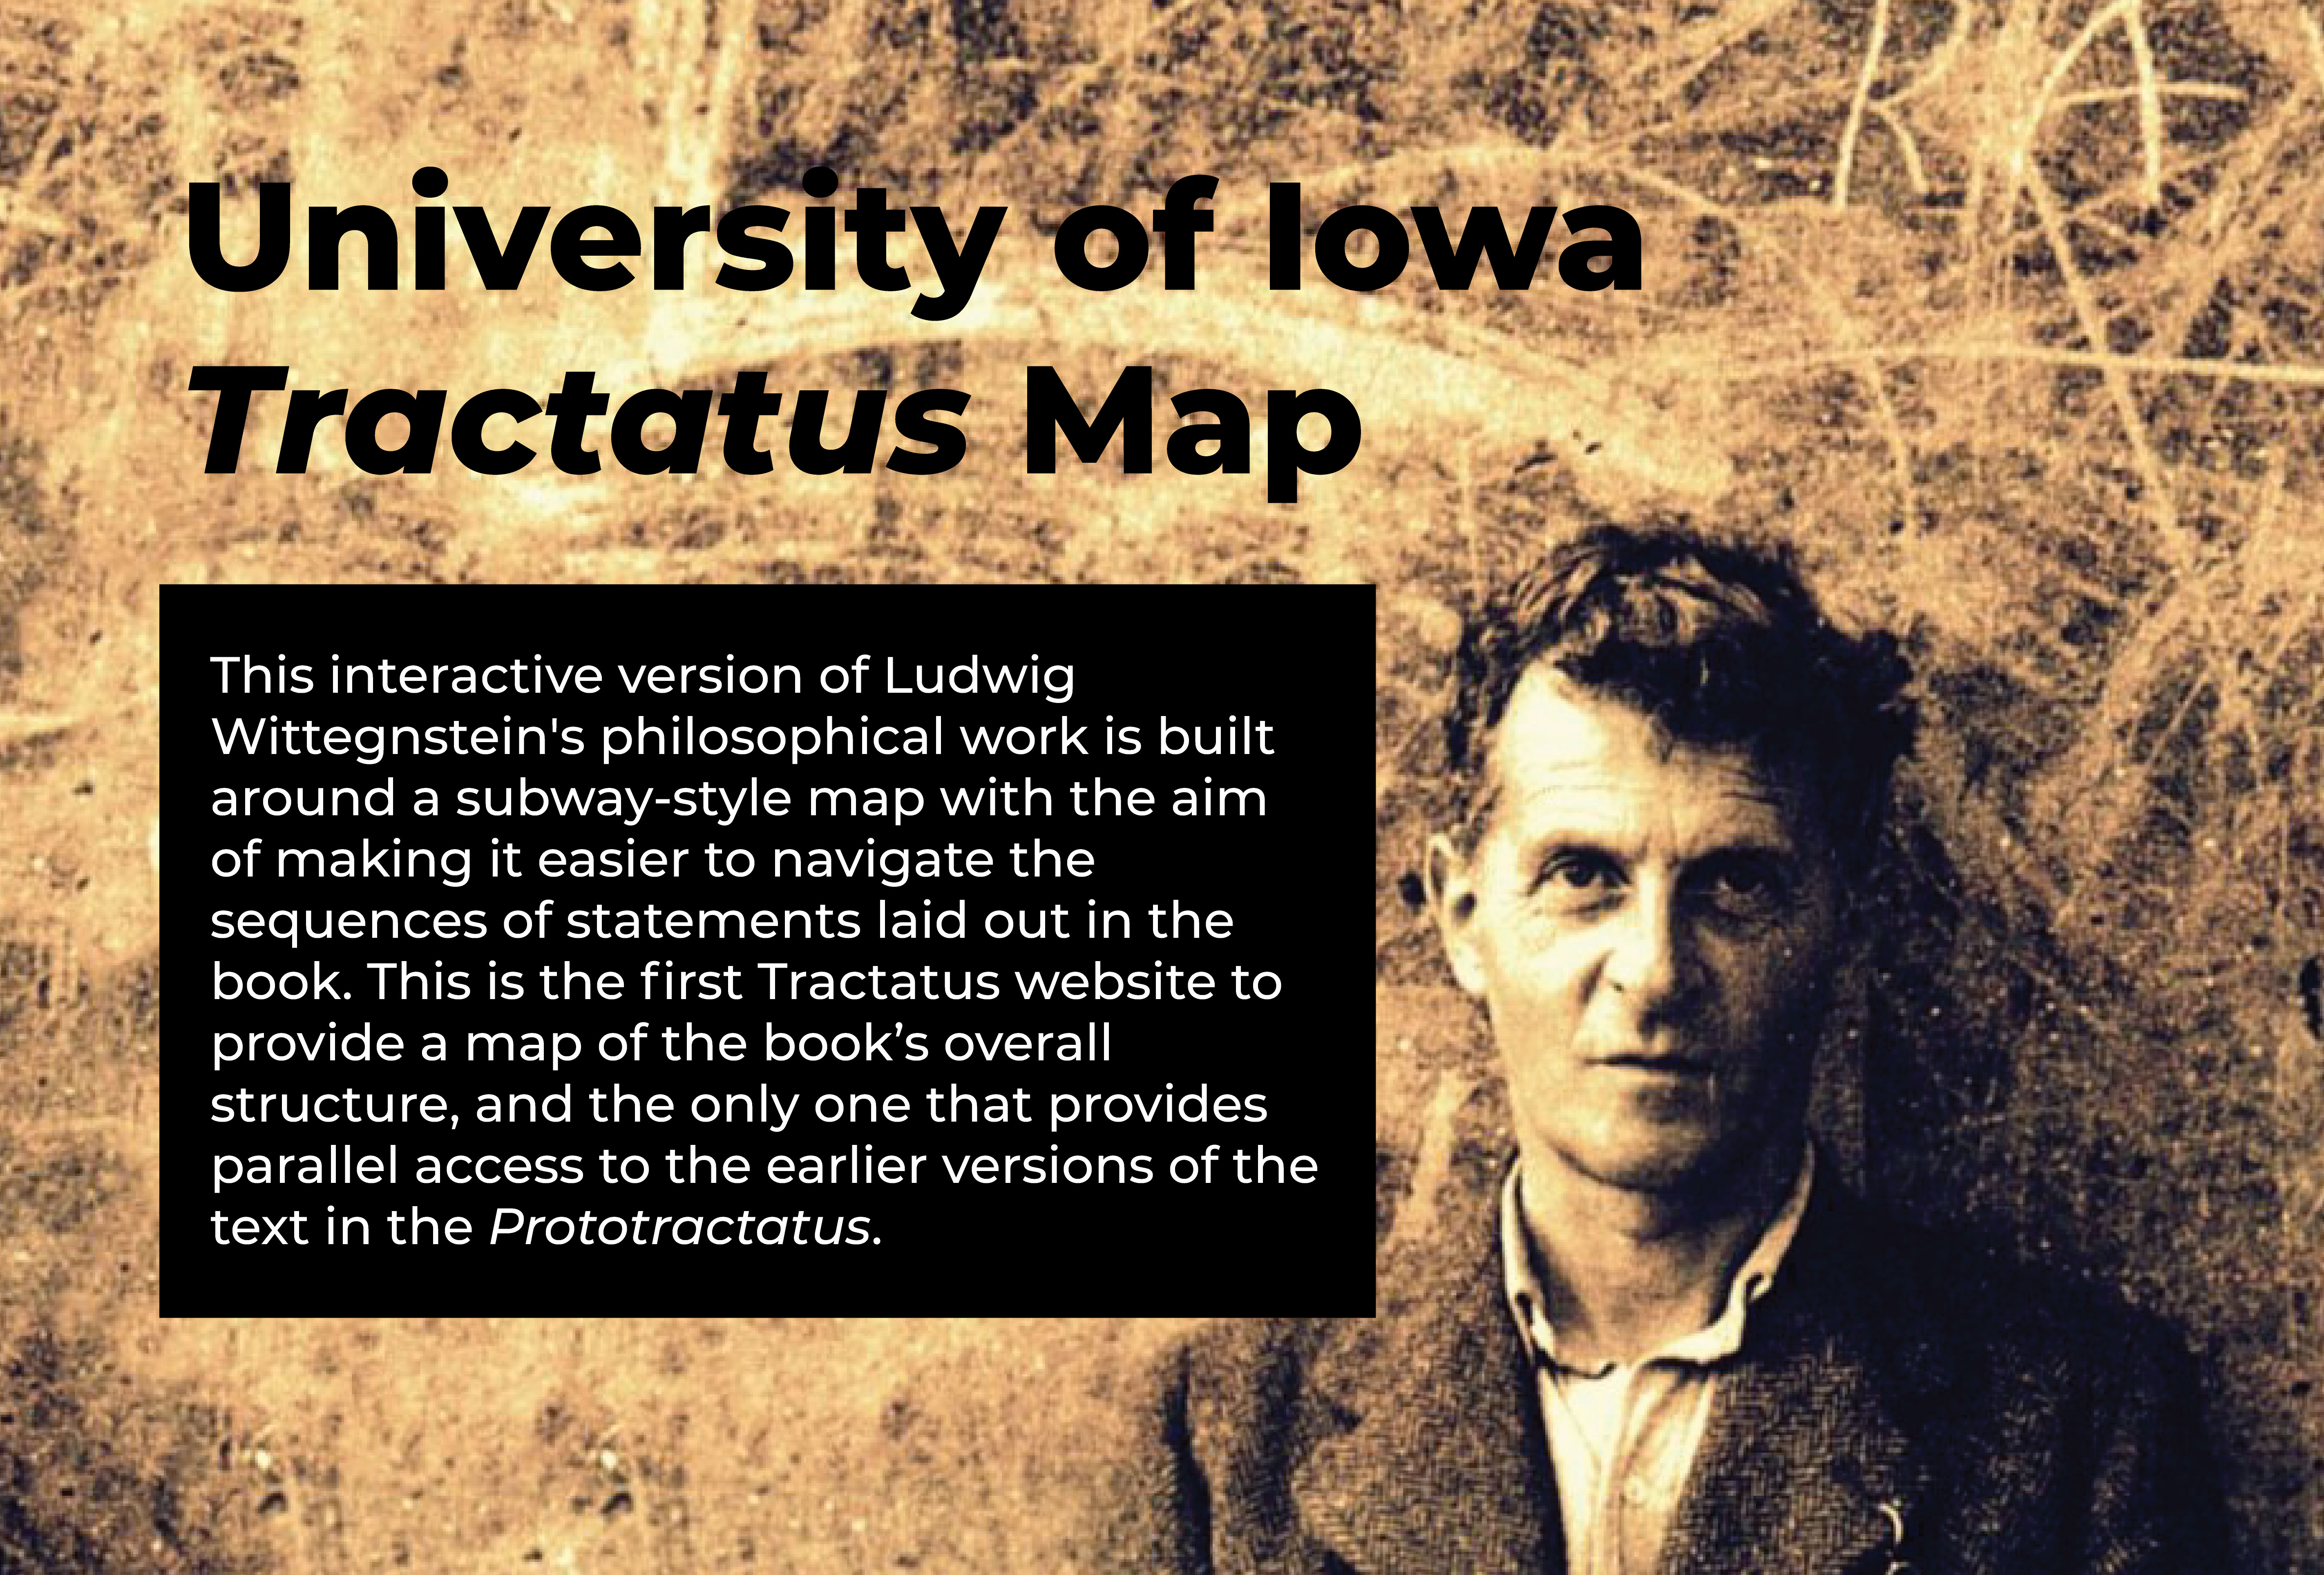 University of Iowa
Tractatus Map
This interactive version of Ludwig
Wittegnstein's philosophical work is built
around a subway-style map with the aim
of making it easier to navigate the
sequences of statements laid out in the
book. This is the first Tractatus website to
provide a map of the book’s overall
structure, and the only one that provides
parallel access to the earlier versions of the
text in the Prototractatus.